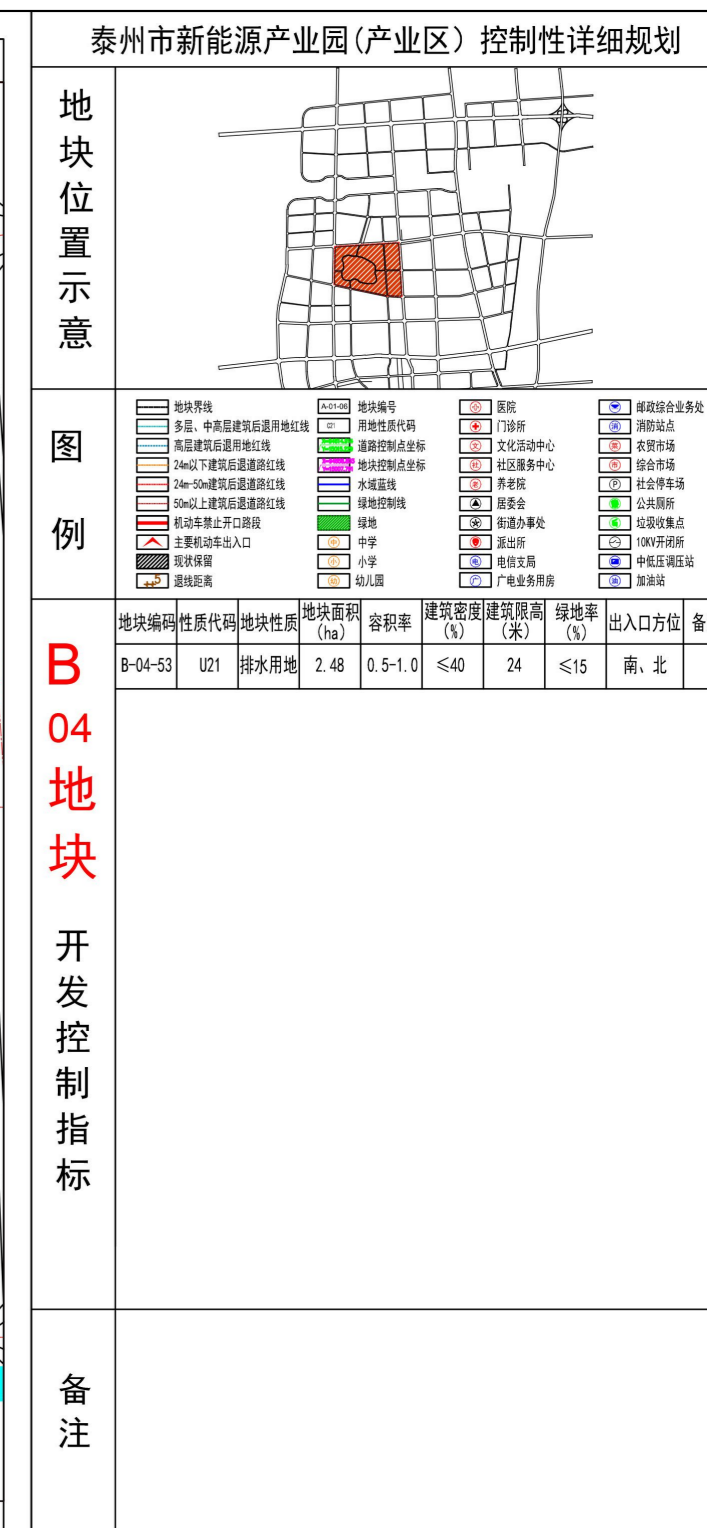 泰州市新能源产业园(产业区）控制性详细规划
地块位置示意
图例
地块界线
多层、中高层建筑后退用地红线
高层建筑后退用地红线
24m以下建筑后退道路红线
24m-50m建筑后退道路红线
50m以上建筑后退道路红线
机动车禁止开口路段
主要机动车出入口
现状保留
5 退线距离
A-01-06 地块编号
用地性质代码
道路控制点坐标
地块控制点坐标
水域蓝线
绿地控制线
绿地
中 中学
小 小学
幼 幼儿园
医院
门诊所
文 文化活动中心
社 社区服务中心
老 养老院
居委会
街道办事处
派出所
电 电信支局
广 广电业务用房
邮政综合业务处
消 消防站点
农贸市场
市 综合市场
P 社会停车场
公共厕所
垃圾收集点
10KV开闭所
中低压调压站
油 加油站
B
04
地块
开发控制指标
地块编码 性质代码 地块性质 地块面积(ha) 容积率 建筑密度(%) 建筑限高(米) 绿地率(%) 出入口方位 备
B-04-53 U21 排水用地 2.48 0.5-1.0 ≤40 24 ≤15 南、北
备注